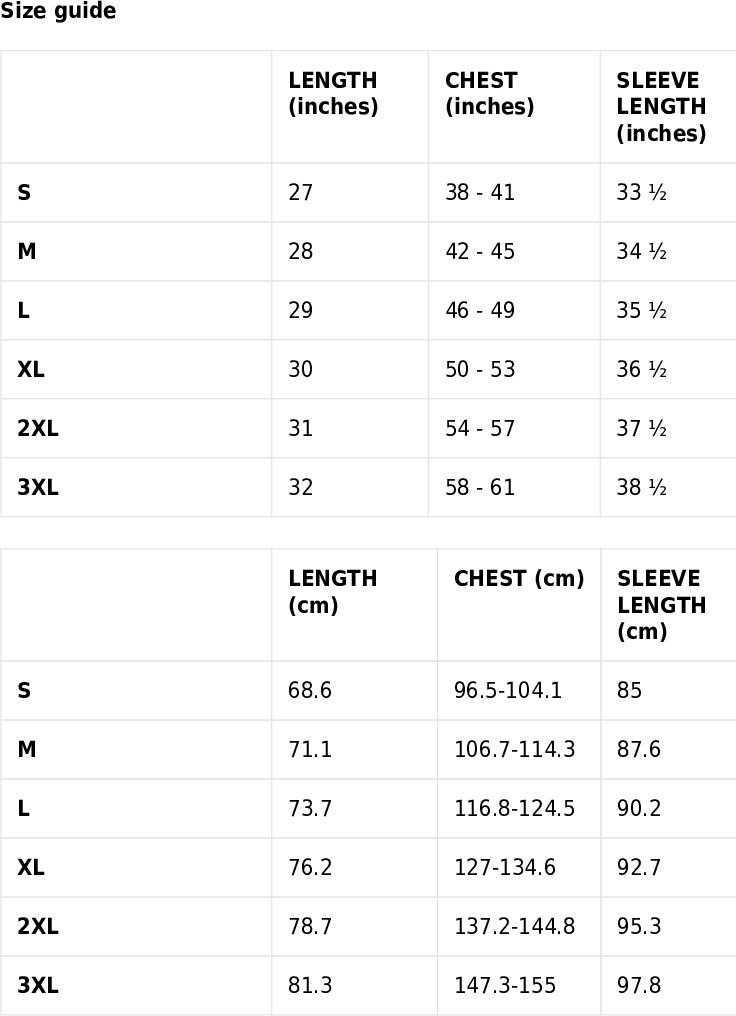 Size guide
LENGTH (inches) CHEST (inches) SLEEVE LENGTH (inches)
S 27 38 - 41 33 ½
M 28 42 - 45 34 ½
L 29 46 - 49 35 ½
XL 30 50 - 53 36 ½
2XL 31 54 - 57 37 ½
3XL 32 58 - 61 38 ½
LENGTH (cm) CHEST (cm) SLEEVE LENGTH (cm)
S 68.6 96.5-104.1 85
M 71.1 106.7-114.3 87.6
L 73.7 116.8-124.5 90.2
XL 76.2 127-134.6 92.7
2XL 78.7 137.2-144.8 95.3
3XL 81.3 147.3-155 97.8